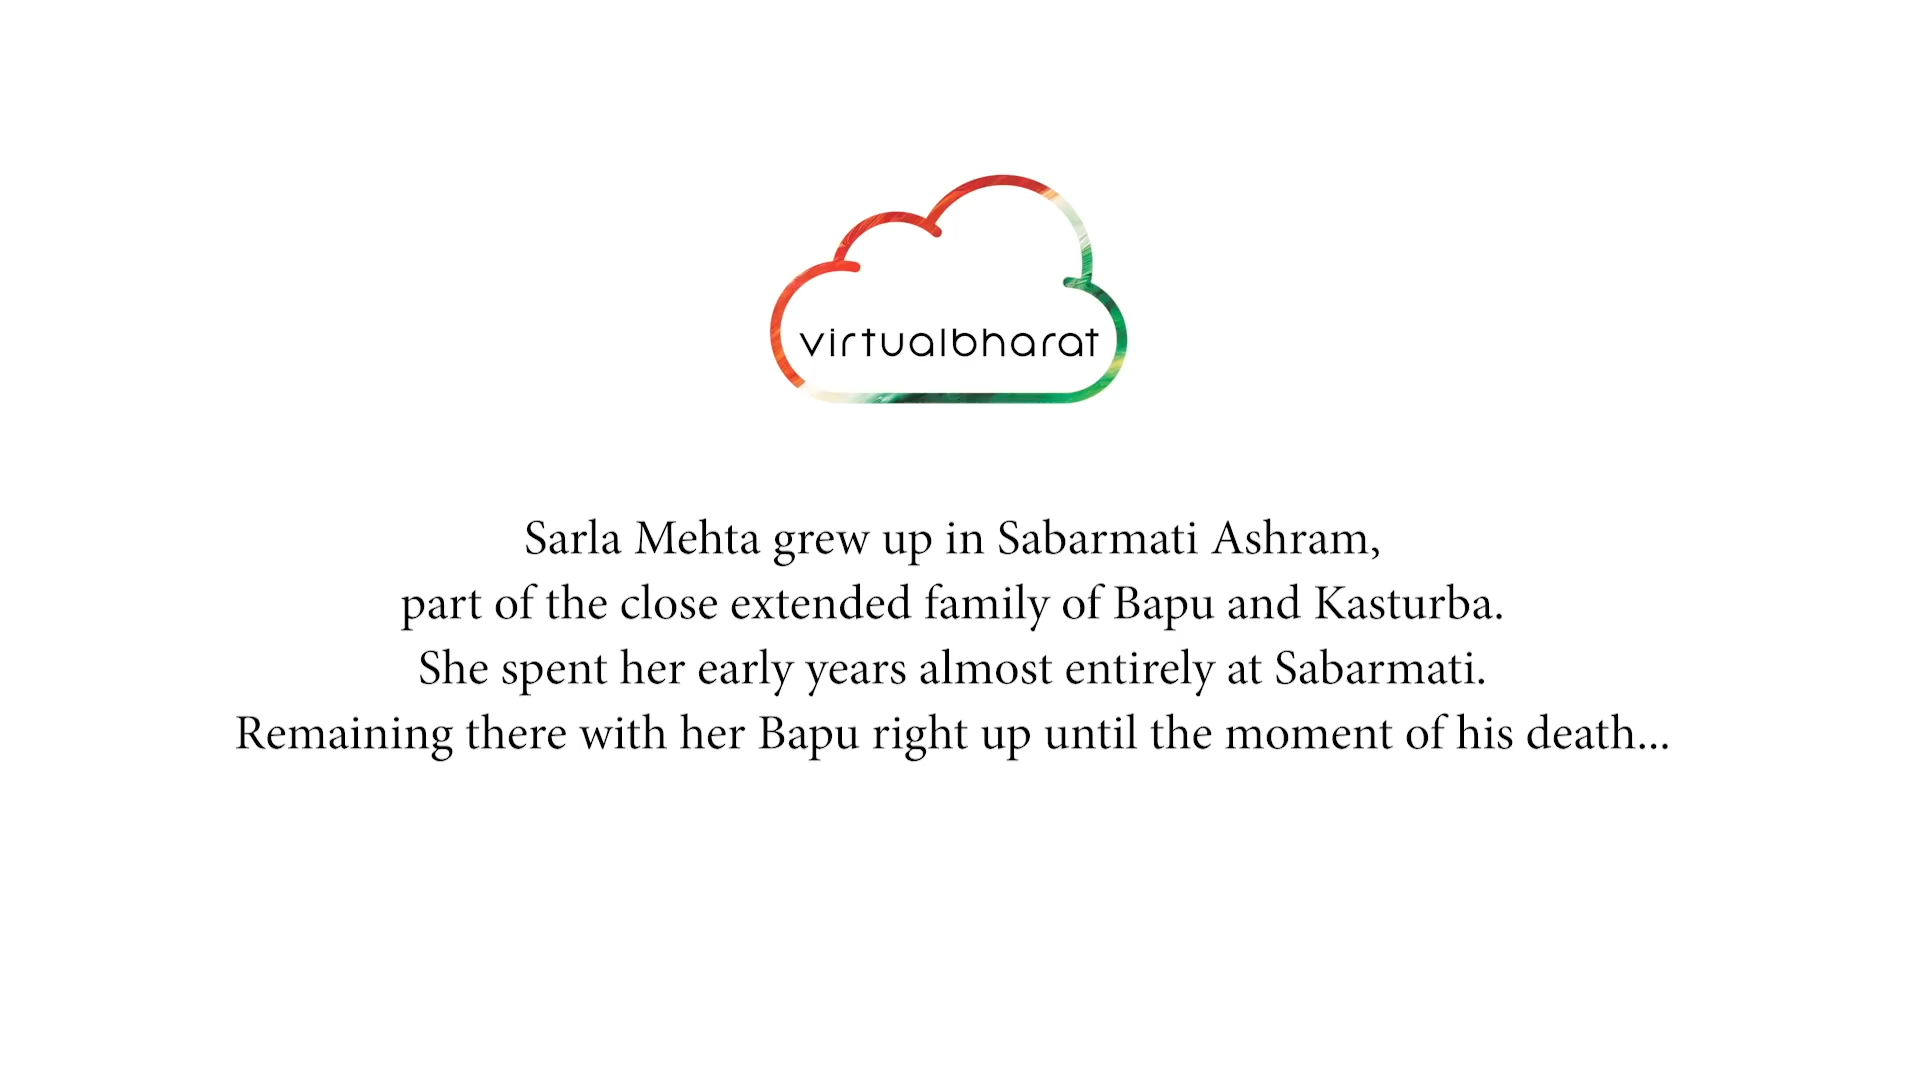 virtualbharat
Sarla Mehta grew up in Sabarmati Ashram,
part of the close extended family of Bapu and Kasturba.
She spent her early years almost entirely at Sabarmati.
Remaining there with her Bapu right up until the moment of his death...